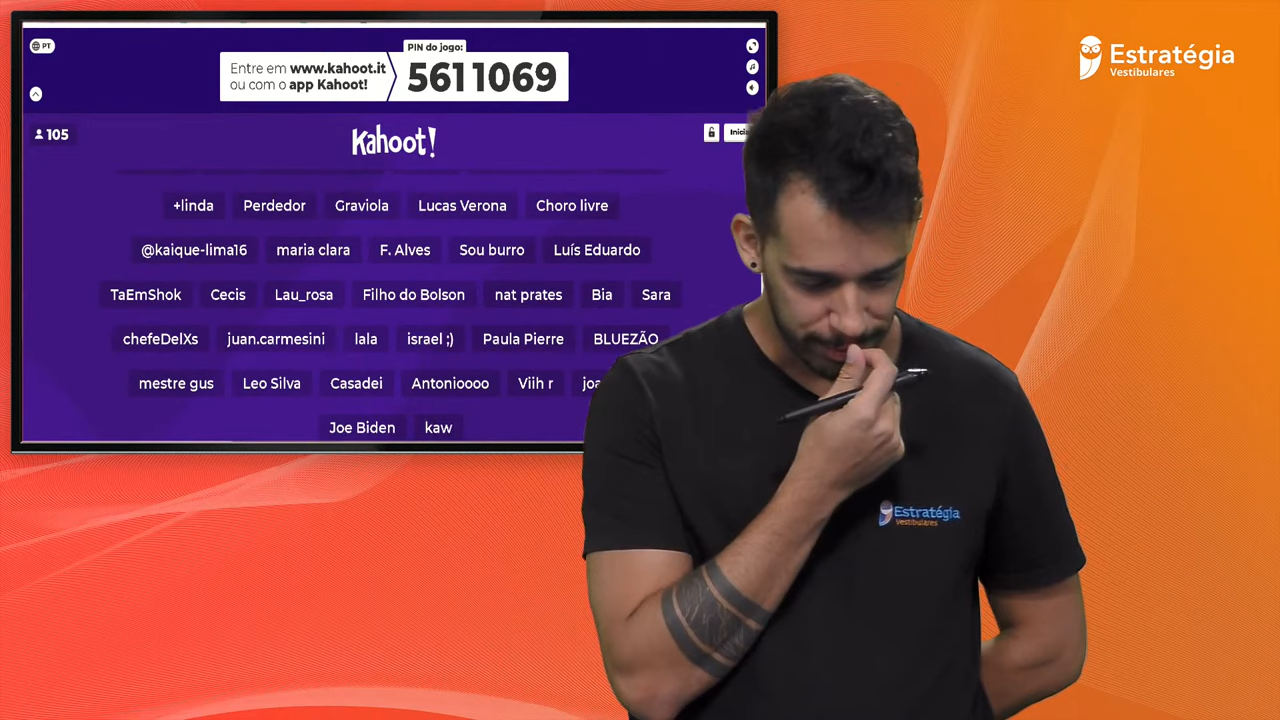 PT
PIN do jogo:
Entre em www.kahoot.it
ou com o app Kahoot!
5611069
Estratégia
Vestibulares
105
Kahoot!
+linda Perdedor Graviola Lucas Verona Choro livre
@kaique-lima16 maria clara F. Alves Sou burro Luís Eduardo
TaEmShok Cecis Lau_rosa Filho do Bolson nat prates Bia Sara
chefeDelXs juan.carmesini lala israel ;) Paula Pierre BLUEZÃO
mestre gus Leo Silva Casadei Antonioooo Viih r
Joe Biden kaw
Estratégia
Vestibulares